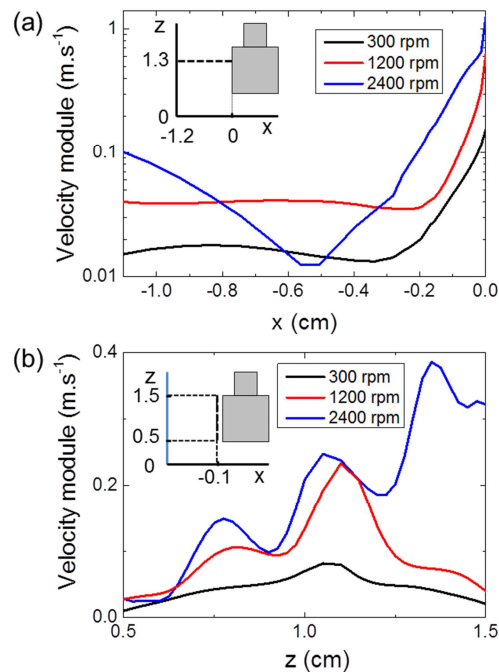 (a)
Velocity module (m.s⁻¹)
1
0.1
0.01
z
1.3
0
-1.2
0
x
300 rpm
1200 rpm
2400 rpm
-1.0
-0.8
-0.6
-0.4
-0.2
0.0
x (cm)
(b)
Velocity module (m.s⁻¹)
0.4
0.2
0.0
z
1.5
0.5
0
-0.1
x
300 rpm
1200 rpm
2400 rpm
0.5
1.0
1.5
z (cm)